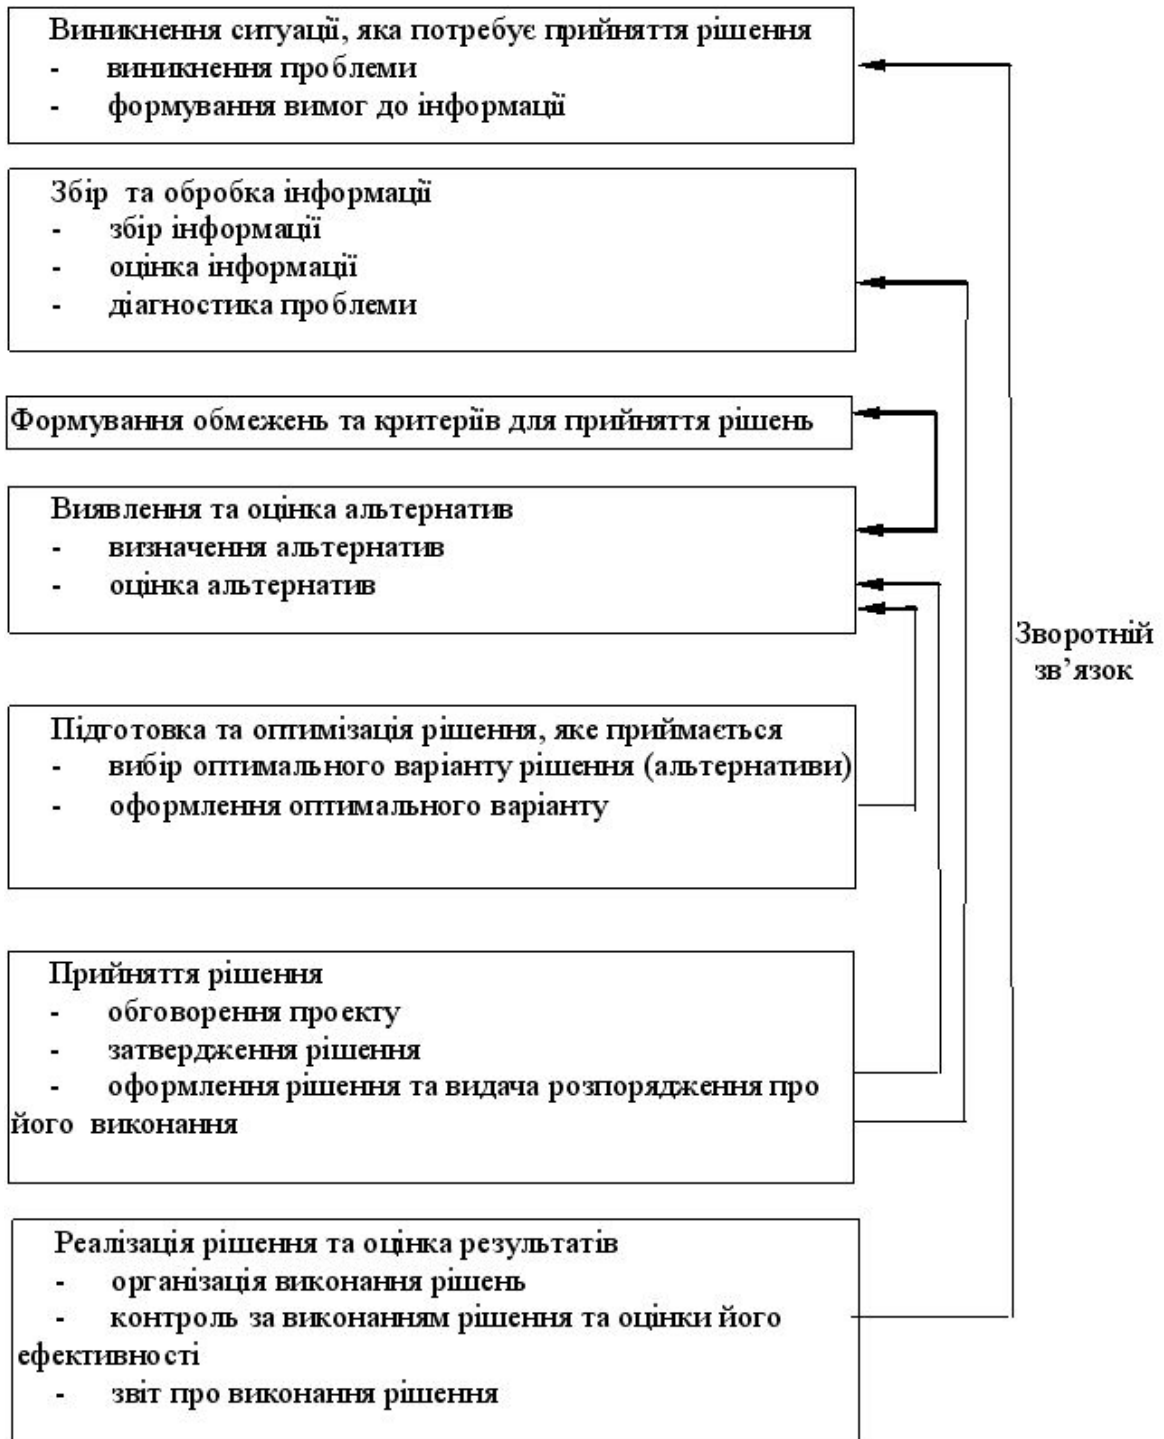 Виникнення ситуації, яка потребує прийняття рішення
- виникнення проблеми
- формування вимог до інформації
Збір та обробка інформації
- збір інформації
- оцінка інформації
- діагностика проблеми
Формування обмежень та критеріїв для прийняття рішень
Виявлення та оцінка альтернатив
- визначення альтернатив
- оцінка альтернатив
Зворотній
зв’язок
Підготовка та оптимізація рішення, яке приймається
- вибір оптимального варіанту рішення (альтернативи)
- оформлення оптимального варіанту
Прийняття рішення
- обговорення проекту
- затвердження рішення
- оформлення рішення та видача розпорядження про
його виконання
Реалізація рішення та оцінка результатів
- організація виконання рішень
- контроль за виконанням рішення та оцінки його
ефективності
- звіт про виконання рішення